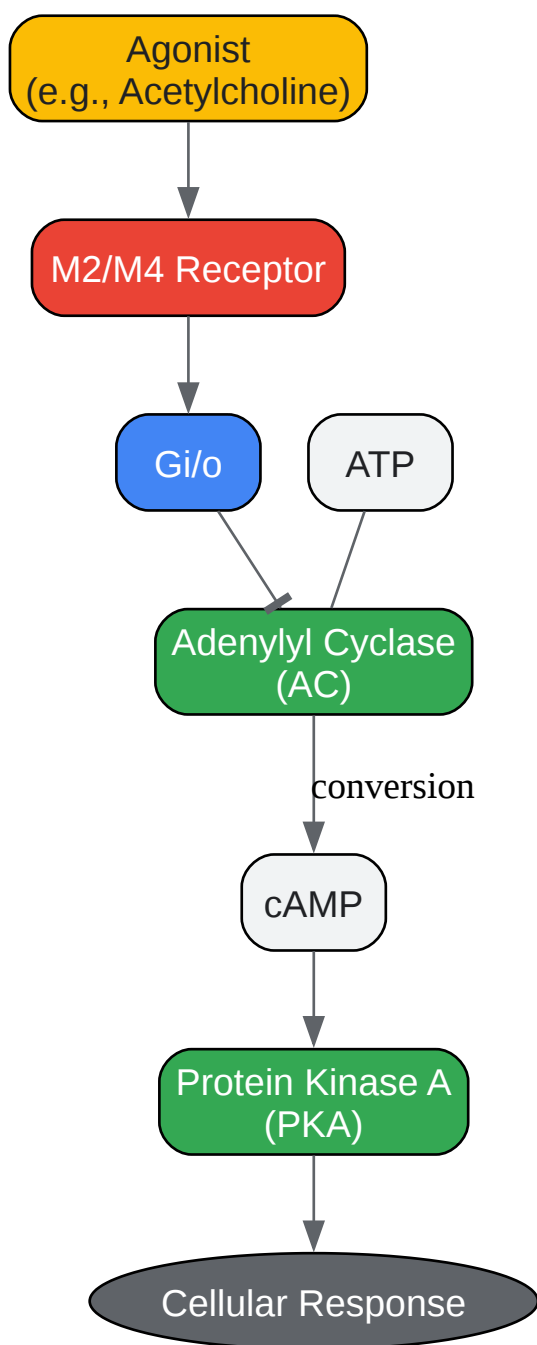 Agonist
(e.g., Acetylcholine)
M2/M4 Receptor
Gi/o
ATP
Adenylyl Cyclase
(AC)
conversion
cAMP
Protein Kinase A
(PKA)
Cellular Response